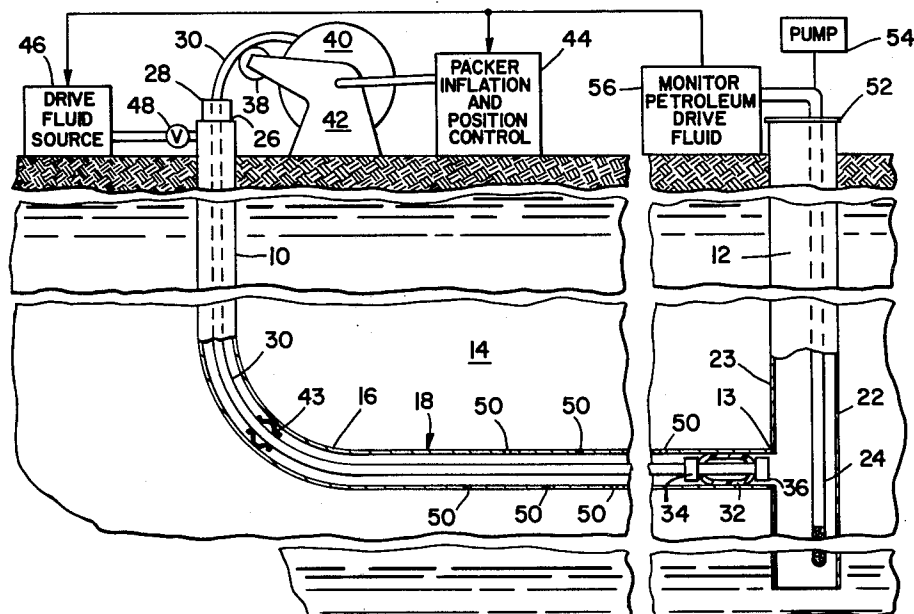 46
30
40
44
PUMP
54
28
38
PACKER
INFLATION
AND
POSITION
CONTROL
56
MONITOR
PETROLEUM
DRIVE
FLUID
52
DRIVE
FLUID
SOURCE
48
V
26
42
10
12
30
14
23
43
16
18
50
50
13
50
22
24
50
50
50
34
32
36